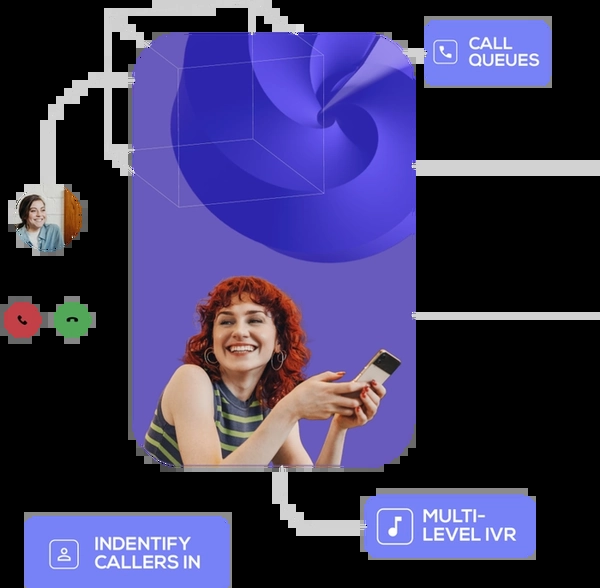 CALL
QUEUES
MULTI-
LEVEL IVR
INDENTIFY
CALLERS IN